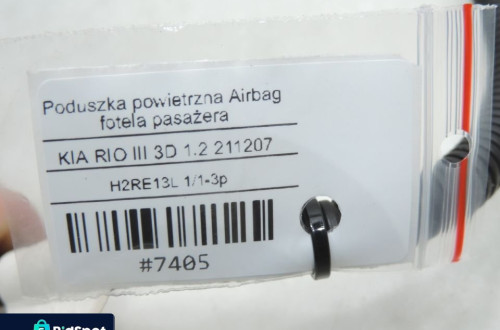 Poduszka powietrzna Airbag
fotela pasażera
KIA RIO III 3D 1.2 211207
H2RE13L 1/1-3p
#7405